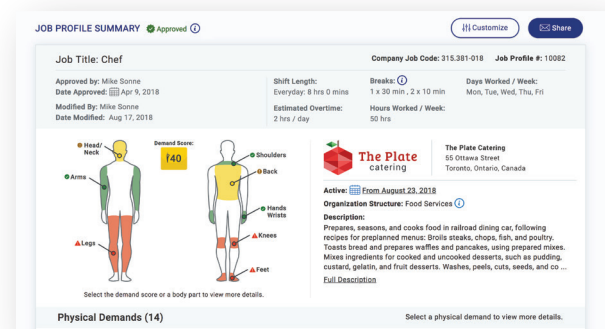 JOB PROFILE SUMMARY Approved
Customize
Share
Job Title: Chef
Company Job Code: 315.381-018 Job Profile #: 10082
Approved by: Mike Sonne
Date Approved: Apr 9, 2018
Modified By: Mike Sonne
Date Modified: Aug 17, 2018
Shift Length:
Everyday: 8 hrs 0 mins
Estimated Overtime:
2 hrs / day
Breaks:
1 x 30 min , 2 x 10 min
Hours Worked / Week:
50 hrs
Days Worked / Week:
Mon, Tue, Wed, Thu, Fri
Head/
Neck
Arms
Legs
Demand Score:
40
Shoulders
Back
Hands
Wrists
Knees
Feet
Select the demand score or a body part to view more details.
The Plate
catering
The Plate Catering
55 Ottawa Street
Toronto, Ontario, Canada
Active: From August 23, 2018
Organization Structure: Food Services
Description:
Prepares, seasons, and cooks food in railroad dining car, following
recipes for preplanned menus: Broils steaks, chops, fish, and poultry.
Toasts bread and prepares waffles and pancakes, using prepared mixes.
Mixes ingredients for cooked and uncooked desserts, such as pudding,
custard, gelatin, and fruit desserts. Washes, peels, cuts, seeds, and co ...
Full Description
Physical Demands (14)
Select a physical demand to view more details.